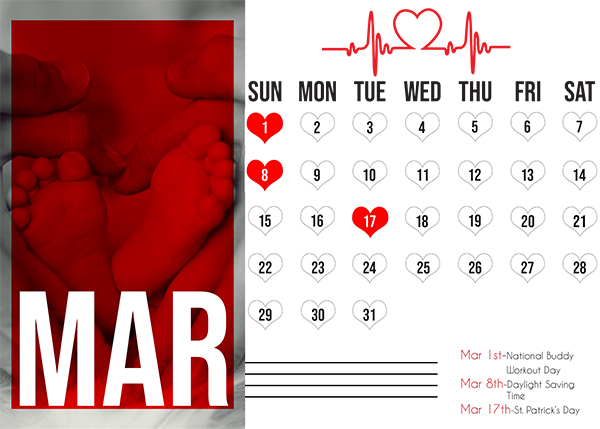 SUN MON TUE WED THU FRI SAT
1 2 3 4 5 6 7
8 9 10 11 12 13 14
15 16 17 18 19 20 21
22 23 24 25 26 27 28
29 30 31
MAR
Mar 1st-National Buddy
Workout Day
Mar 8th-Daylight Saving
Time
Mar 17th-St. Patrick's Day